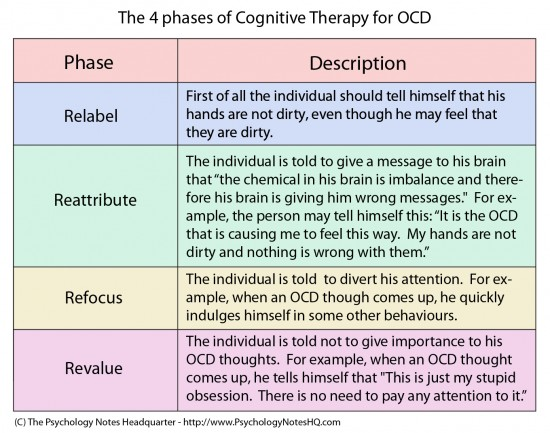 The 4 phases of Cognitive Therapy for OCD
Phase
Description
Relabel
First of all the individual should tell himself that his
hands are not dirty, even though he may feel that
they are dirty.
Reattribute
The individual is told to give a message to his brain
that “the chemical in his brain is imbalance and there-
fore his brain is giving him wrong messages." For ex-
ample, the person may tell himself this: “It is the OCD
that is causing me to feel this way. My hands are not
dirty and nothing is wrong with them.”
Refocus
The individual is told to divert his attention. For ex-
ample, when an OCD though comes up, he quickly
indulges himself in some other behaviours.
Revalue
The individual is told not to give importance to his
OCD thoughts. For example, when an OCD thought
comes up, he tells himself that "This is just my stupid
obsession. There is no need to pay any attention to it.”
(C) The Psychology Notes Headquarter - http://www.PsychologyNotesHQ.com